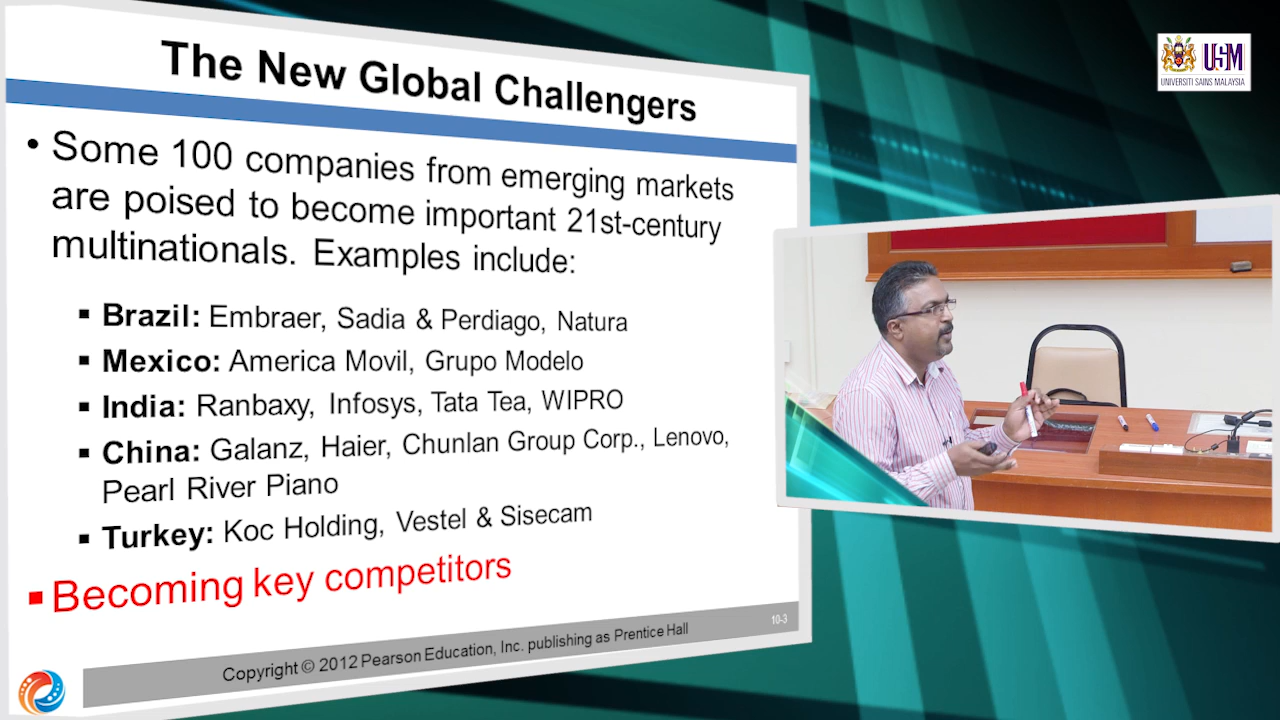 The New Global Challengers
• Some 100 companies from emerging markets
are poised to become important 21st-century
multinationals. Examples include:
▪ Brazil: Embraer, Sadia & Perdiago, Natura
▪ Mexico: America Movil, Grupo Modelo
▪ India: Ranbaxy, Infosys, Tata Tea, WIPRO
▪ China: Galanz, Haier, Chunlan Group Corp., Lenovo,
Pearl River Piano
▪ Turkey: Koc Holding, Vestel & Sisecam
▪ Becoming key competitors
Copyright © 2012 Pearson Education, Inc. publishing as Prentice Hall
10-3
USM
UNIVERSITI SAINS MALAYSIA